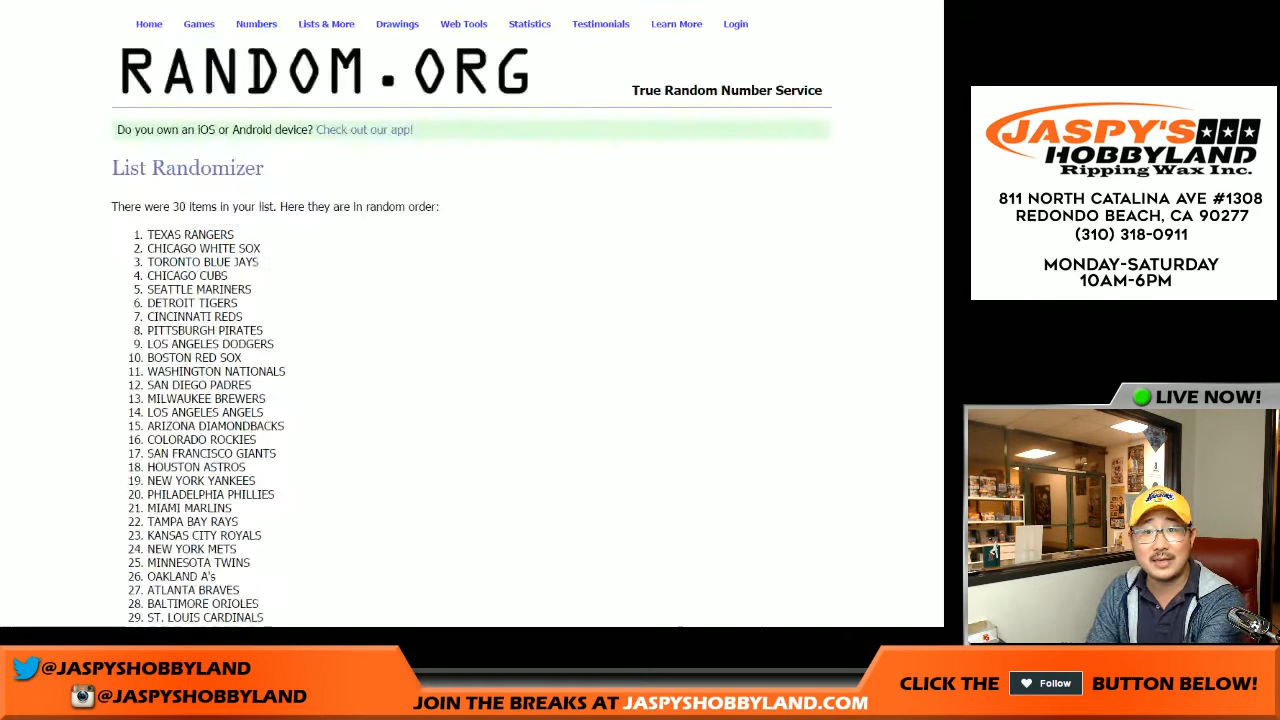 Home Games Numbers Lists & More Drawings Web Tools Statistics Testimonials Learn More Login
RANDOM.ORG
True Random Number Service
Do you own an iOS or Android device? Check out our app!
List Randomizer
There were 30 items in your list. Here they are in random order:
1. TEXAS RANGERS
2. CHICAGO WHITE SOX
3. TORONTO BLUE JAYS
4. CHICAGO CUBS
5. SEATTLE MARINERS
6. DETROIT TIGERS
7. CINCINNATI REDS
8. PITTSBURGH PIRATES
9. LOS ANGELES DODGERS
10. BOSTON RED SOX
11. WASHINGTON NATIONALS
12. SAN DIEGO PADRES
13. MILWAUKEE BREWERS
14. LOS ANGELES ANGELS
15. ARIZONA DIAMONDBACKS
16. COLORADO ROCKIES
17. SAN FRANCISCO GIANTS
18. HOUSTON ASTROS
19. NEW YORK YANKEES
20. PHILADELPHIA PHILLIES
21. MIAMI MARLINS
22. TAMPA BAY RAYS
23. KANSAS CITY ROYALS
24. NEW YORK METS
25. MINNESOTA TWINS
26. OAKLAND A's
27. ATLANTA BRAVES
28. BALTIMORE ORIOLES
29. ST. LOUIS CARDINALS
JASPY'S
HOBBYLAND
Ripping Wax Inc.
811 NORTH CATALINA AVE #1308
REDONDO BEACH, CA 90277
(310) 318-0911
MONDAY-SATURDAY
10AM-6PM
LIVE NOW!
@JASPYSHOBBYLAND
@JASPYSHOBBYLAND
JOIN THE BREAKS AT JASPYSHOBBYLAND.COM
CLICK THE Follow BUTTON BELOW!